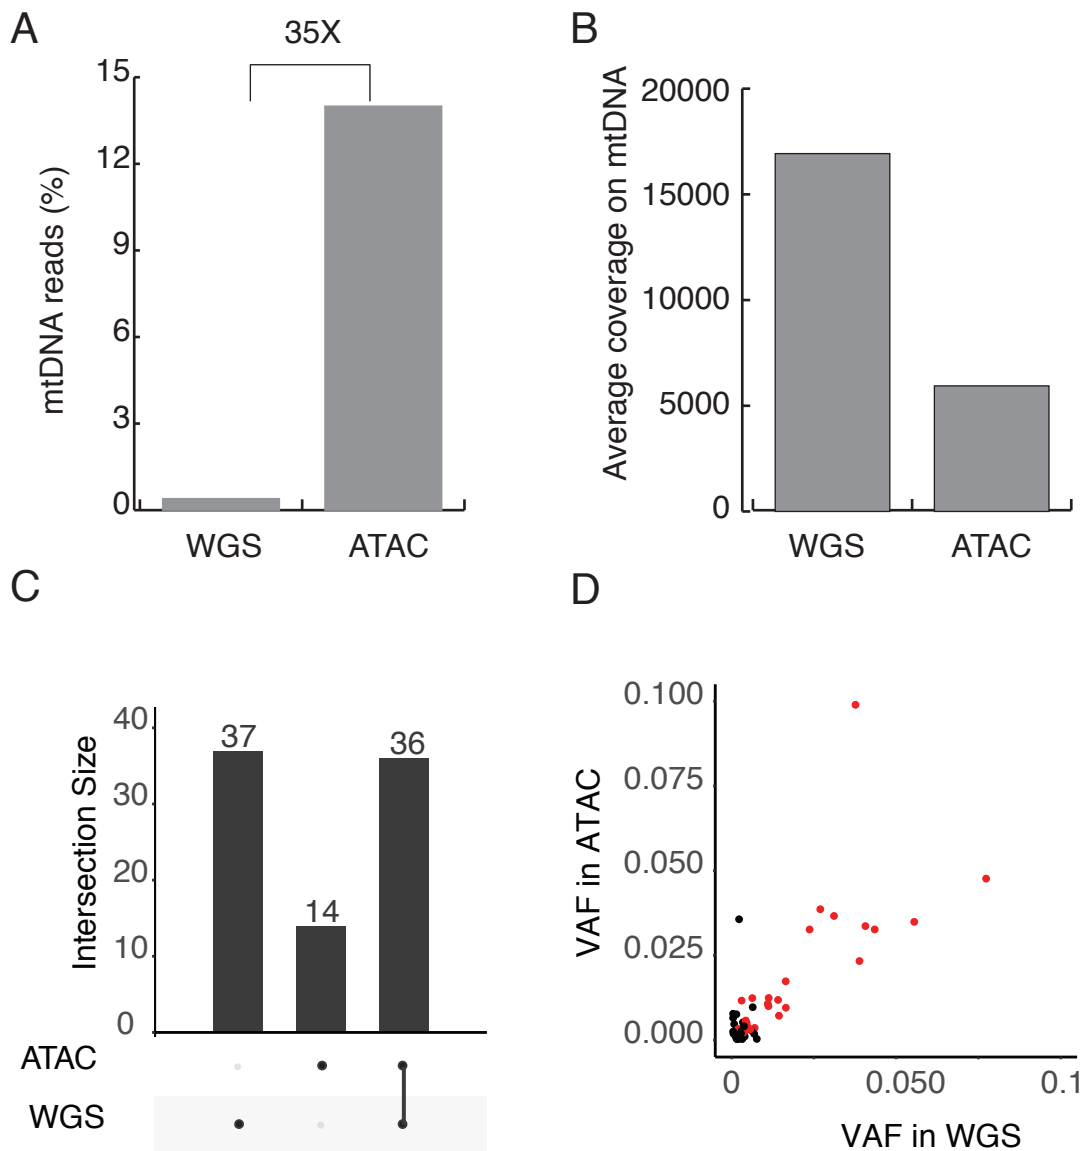 A
35X
15
12
9
6
3
0
mtDNA reads (%)
WGS ATAC
B
20000
15000
10000
5000
0
Average coverage on mtDNA
WGS ATAC
C
40
30
20
10
0
Intersection Size
37 14 36
ATAC
WGS
D
0.100
0.075
0.050
0.025
0.000
VAF in ATAC
0 0.050 0.1
VAF in WGS